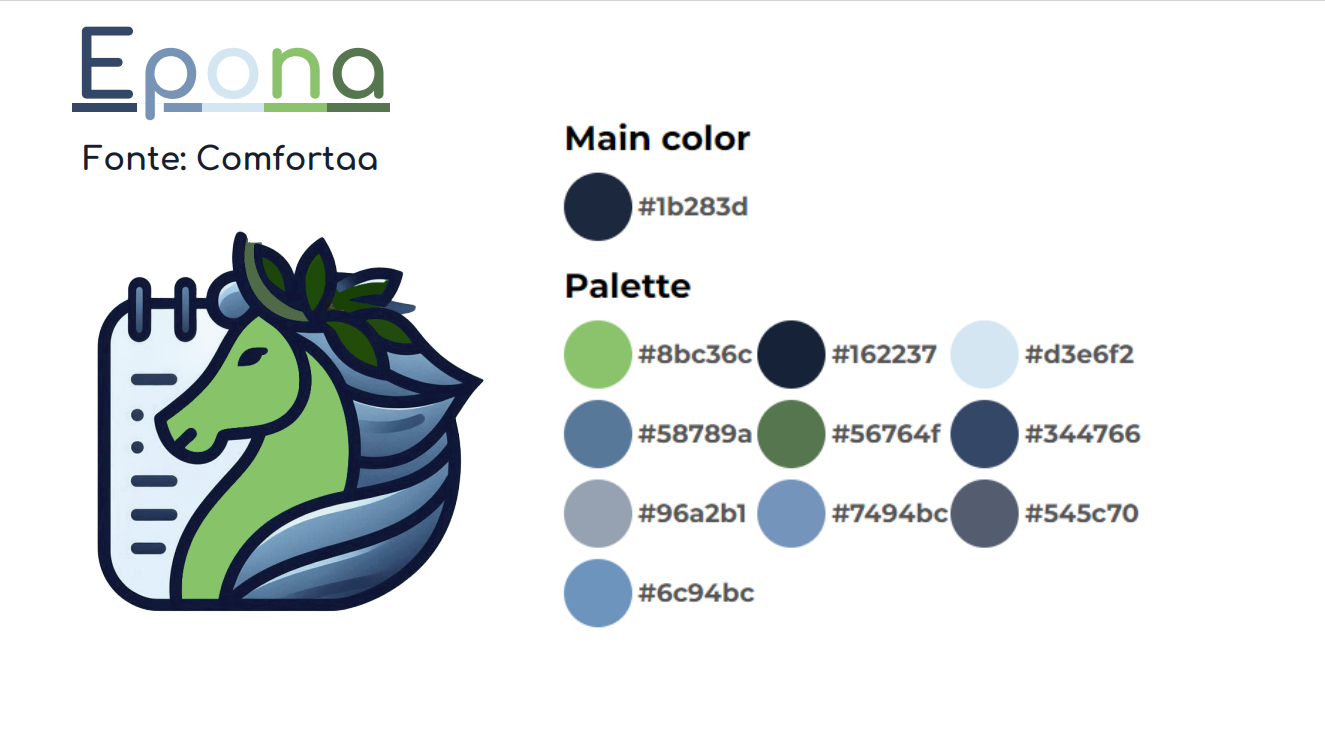 Epona
Fonte: Comfortaa
Main color
#1b283d
Palette
#8bc36c #162237 #d3e6f2
#58789a #56764f #344766
#96a2b1 #7494bc #545c70
#6c94bc